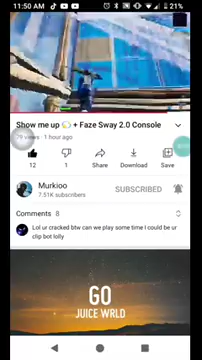 11:50 AM
21%
Show me up 💫 + Faze Sway 2.0 Console
views · 1 hour ago
12
1
Share
Download
Save
Murkioo
7.51K subscribers
SUBSCRIBED
Comments 8
Lol ur cracked btw can we play some time I could be ur
clip bot lolly
GO
JUICE WRLD